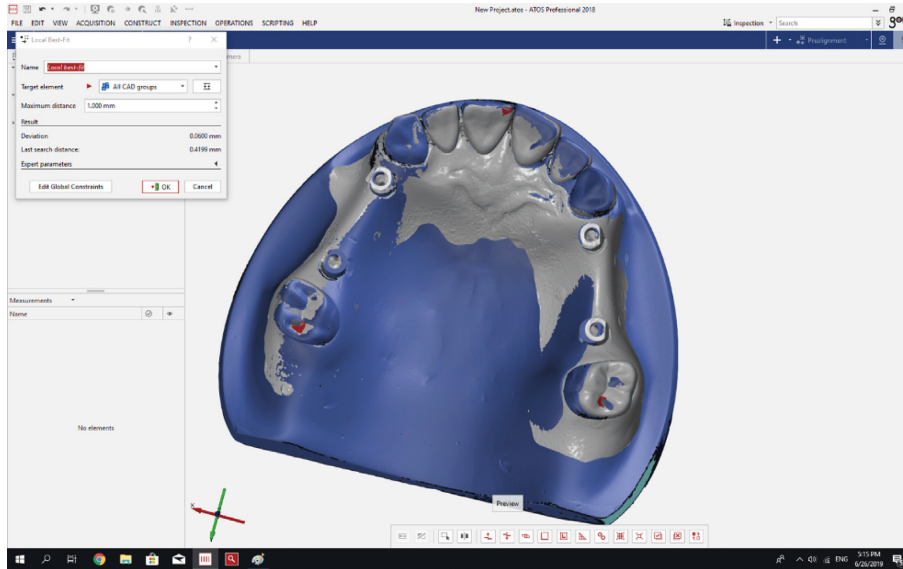 New Project.atos - ATOS Professional 2018
FILE EDIT VIEW ACQUISITION CONSTRUCT INSPECTION OPERATIONS SCRIPTING HELP
Inspection
Search
Local Best-Fit ? ×
Prealignment
Name Local best-fit
Target element All CAD groups
Maximum distance 1.000 mm
Result
Deviation 0.0600 mm
Last search distance: 0.4199 mm
Expert parameters
Edit Global Constraints OK Cancel
Measurements
Name
No elements
Preview
ENG
5:15 PM
6/26/2019